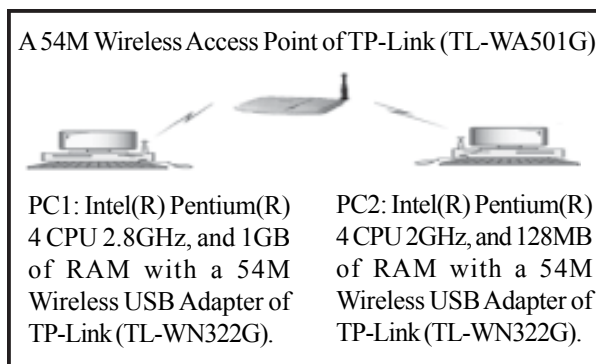 A 54M Wireless Access Point of TP-Link (TL-WA501G)
PC1: Intel(R) Pentium(R)
4 CPU 2.8GHz, and 1GB
of RAM with a 54M
Wireless USB Adapter of
TP-Link (TL-WN322G).
PC2: Intel(R) Pentium(R)
4 CPU 2GHz, and 128MB
of RAM with a 54M
Wireless USB Adapter of
TP-Link (TL-WN322G).